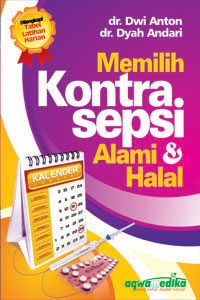 dr. Dwi Anton
dr. Dyah Andari
Dilengkapi
Tabel
Latihan
Harian
Memilih
Kontra
sepsi
Alami &
Halal
KALENDER
aqwamedika